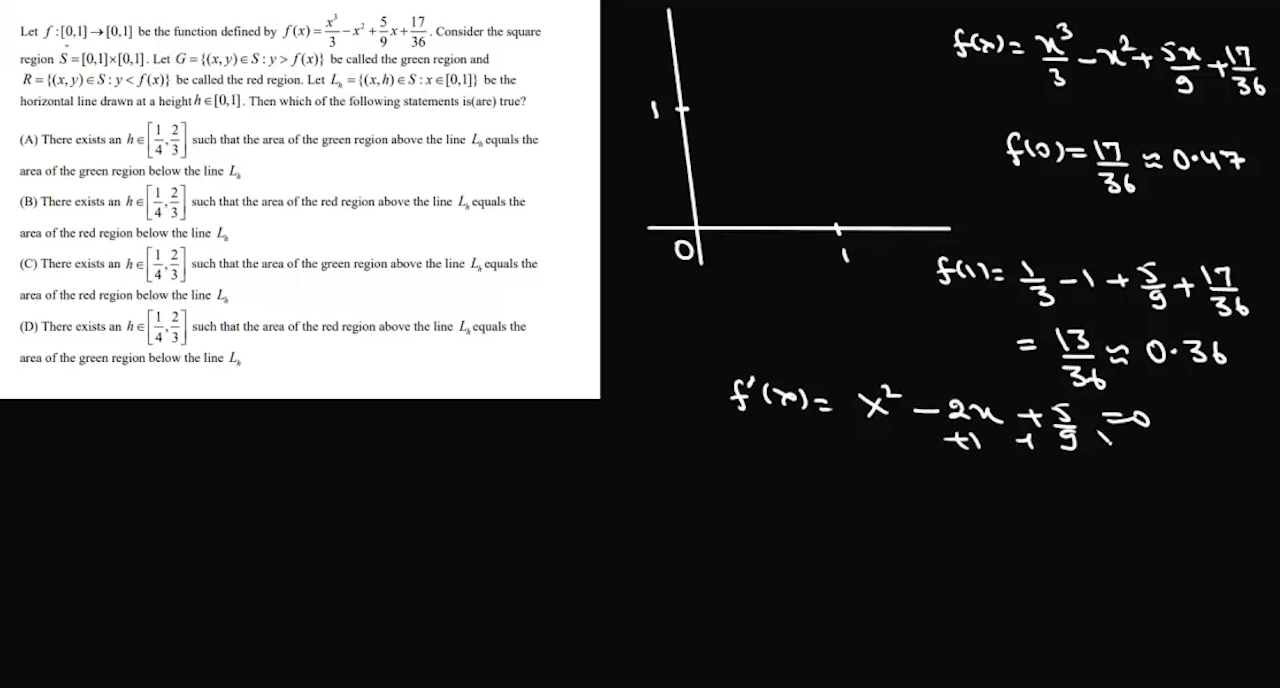 Let f :[0,1] → [0,1] be the function defined by f(x) = x³/3 − x² + 5/9 x + 17/36 . Consider the square
region S = [0,1]×[0,1]. Let G = {(x, y) ∈ S : y > f(x)} be called the green region and
R = {(x, y) ∈ S : y < f(x)} be called the red region. Let Lₕ = {(x, h) ∈ S : x ∈ [0,1]} be the
horizontal line drawn at a height h ∈ [0,1]. Then which of the following statements is(are) true?
(A) There exists an h ∈ [1/4, 2/3] such that the area of the green region above the line Lₕ equals the
area of the green region below the line Lₕ
(B) There exists an h ∈ [1/4, 2/3] such that the area of the red region above the line Lₕ equals the
area of the red region below the line Lₕ
(C) There exists an h ∈ [1/4, 2/3] such that the area of the green region above the line Lₕ equals the
area of the red region below the line Lₕ
(D) There exists an h ∈ [1/4, 2/3] such that the area of the red region above the line Lₕ equals the
area of the green region below the line Lₕ
1
0
1
f(x) = x³/3 − x² + 5x/9 + 17/36
f(0) = 17/36 ≈ 0.47
f(1) = 1/3 − 1 + 5/9 + 17/36
= 13/36 ≈ 0.36
f'(x) = x² − 2x + 5/9 = 0
+1